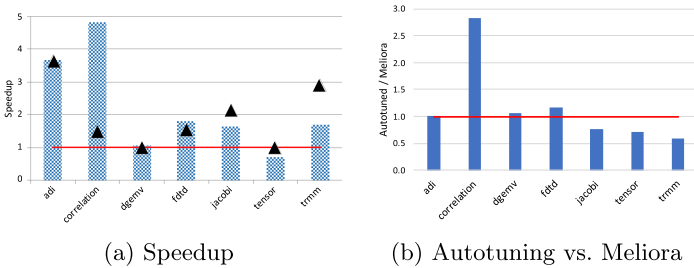 Speedup
5
4
3
2
1
0
adi
correlation
dgemv
fdtd
jacobi
tensor
trmm
(a) Speedup
Autotuned / Meliora
3.0
2.5
2.0
1.5
1.0
0.5
0.0
adi
correlation
dgemv
fdtd
jacobi
tensor
trmm
(b) Autotuning vs. Meliora